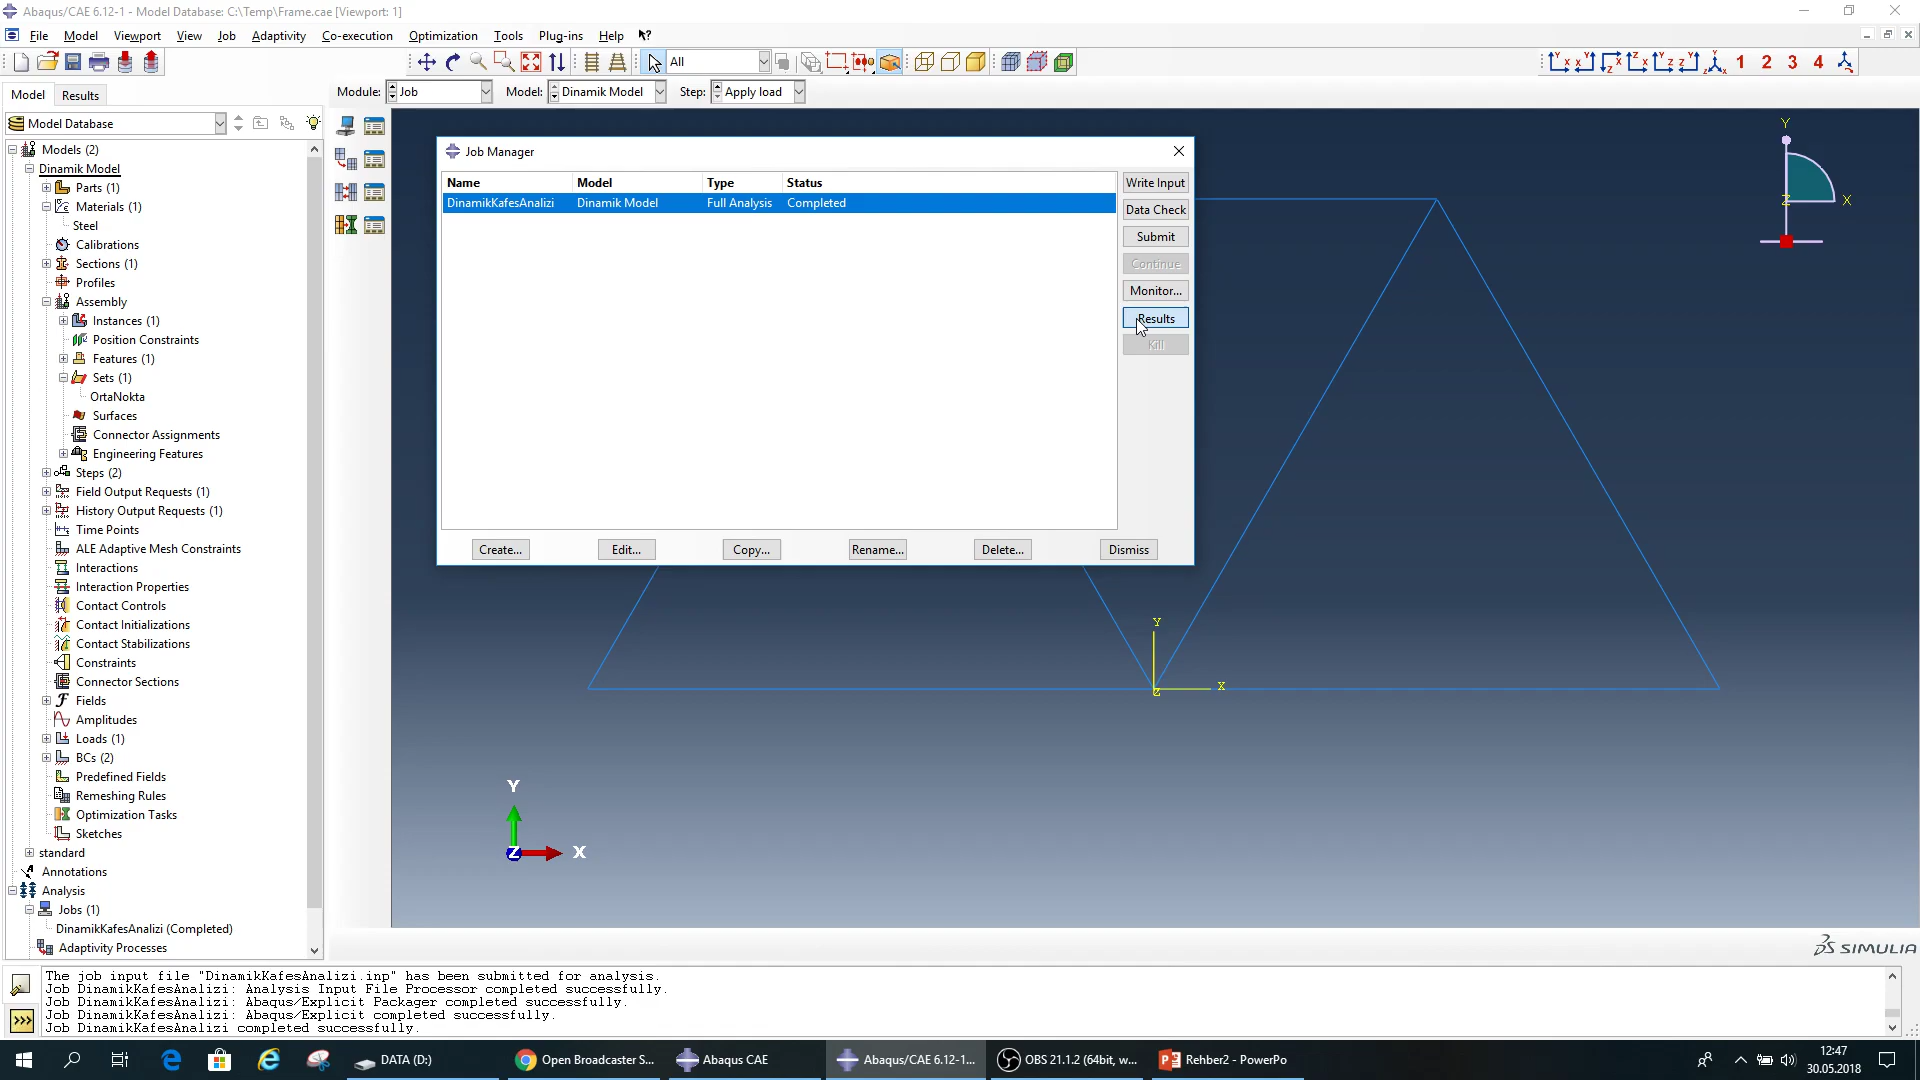 Abaqus/CAE 6.12-1 - Model Database: C:\Temp\Frame.cae [Viewport: 1]
File Model Viewport View Job Adaptivity Co-execution Optimization Tools Plug-ins Help
All
1 2 3 4
Model Results
Module: Job Model: Dinamik Model Step: Apply load
Model Database
Models (2)
Dinamik Model
Parts (1)
Materials (1)
Steel
Calibrations
Sections (1)
Profiles
Assembly
Instances (1)
Position Constraints
Features (1)
Sets (1)
OrtaNokta
Surfaces
Connector Assignments
Engineering Features
Steps (2)
Field Output Requests (1)
History Output Requests (1)
Time Points
ALE Adaptive Mesh Constraints
Interactions
Interaction Properties
Contact Controls
Contact Initializations
Contact Stabilizations
Constraints
Connector Sections
Fields
Amplitudes
Loads (1)
BCs (2)
Predefined Fields
Remeshing Rules
Optimization Tasks
Sketches
standard
Annotations
Analysis
Jobs (1)
DinamikKafesAnalizi (Completed)
Adaptivity Processes
Job Manager
Name Model Type Status
DinamikKafesAnalizi Dinamik Model Full Analysis Completed
Write Input
Data Check
Submit
Continue
Monitor...
Results
Kill
Create... Edit... Copy... Rename... Delete... Dismiss
Y
Z X
Y
Z X
Y
Z X
SIMULIA
The job input file "DinamikKafesAnalizi.inp" has been submitted for analysis.
Job DinamikKafesAnalizi: Analysis Input File Processor completed successfully.
Job DinamikKafesAnalizi: Abaqus/Explicit Packager completed successfully.
Job DinamikKafesAnalizi: Abaqus/Explicit completed successfully.
Job DinamikKafesAnalizi completed successfully.
DATA (D:) Open Broadcaster S... Abaqus CAE Abaqus/CAE 6.12-1... OBS 21.1.2 (64bit, w... Rehber2 - PowerPo
12:47
30.05.2018